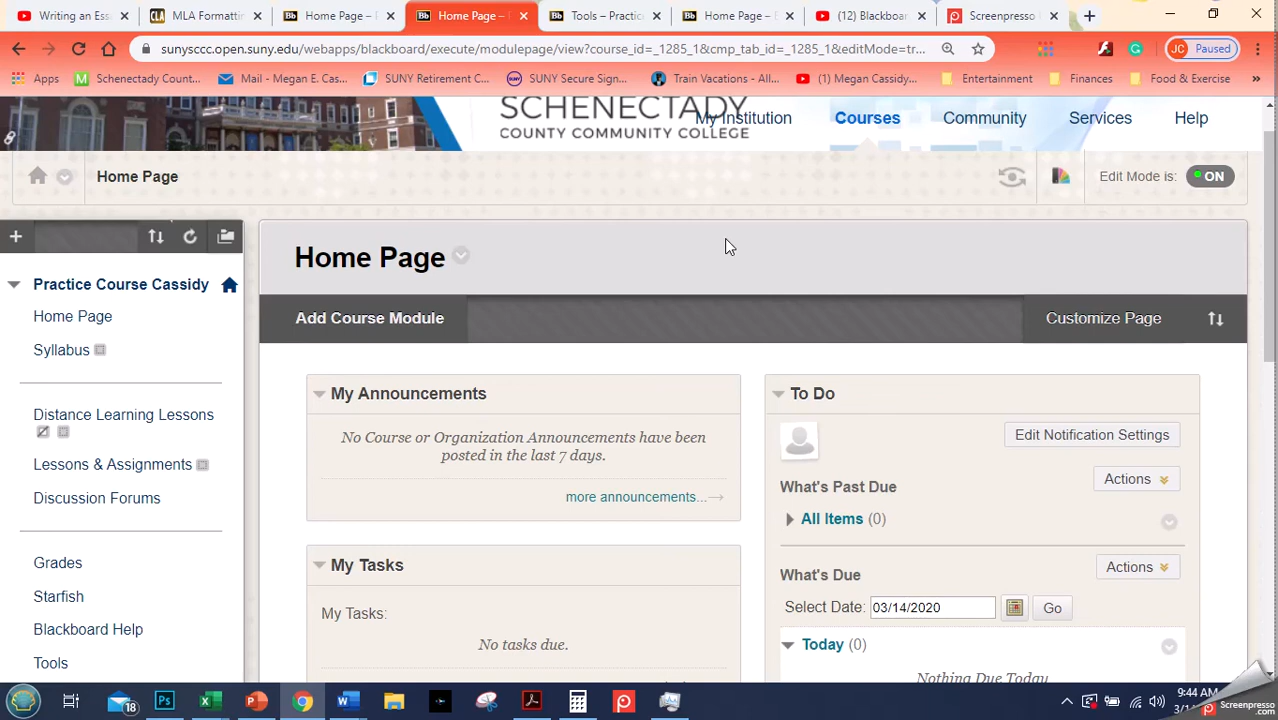 Writing an Ess
MLA Formattin
Home Page –
Home Page –
Tools – Practic
Home Page –
(12) Blackboar
Screenpresso
sunysccc.open.suny.edu/webapps/blackboard/execute/modulepage/view?course_id=_1285_1&cmp_tab_id=_1285_1&editMode=tr...
JC Paused
Apps
Schenectady Count...
Mail - Megan E. Cas...
SUNY Retirement C...
SUNY Secure Sign...
Train Vacations - All...
(1) Megan Cassidy...
Entertainment
Finances
Food & Exercise
SCHENECTADY
COUNTY COMMUNITY COLLEGE
My Institution
Courses
Community
Services
Help
Home Page
Edit Mode is: ON
Practice Course Cassidy
Home Page
Syllabus
Distance Learning Lessons
Lessons & Assignments
Discussion Forums
Grades
Starfish
Blackboard Help
Tools
Home Page
Add Course Module
Customize Page
My Announcements
No Course or Organization Announcements have been
posted in the last 7 days.
more announcements...
My Tasks
My Tasks:
No tasks due.
To Do
Edit Notification Settings
Actions
What's Past Due
All Items (0)
Actions
What's Due
Select Date: 03/14/2020 Go
Today (0)
Nothing Due Today
18
9:44 AM
Screenpresso.com